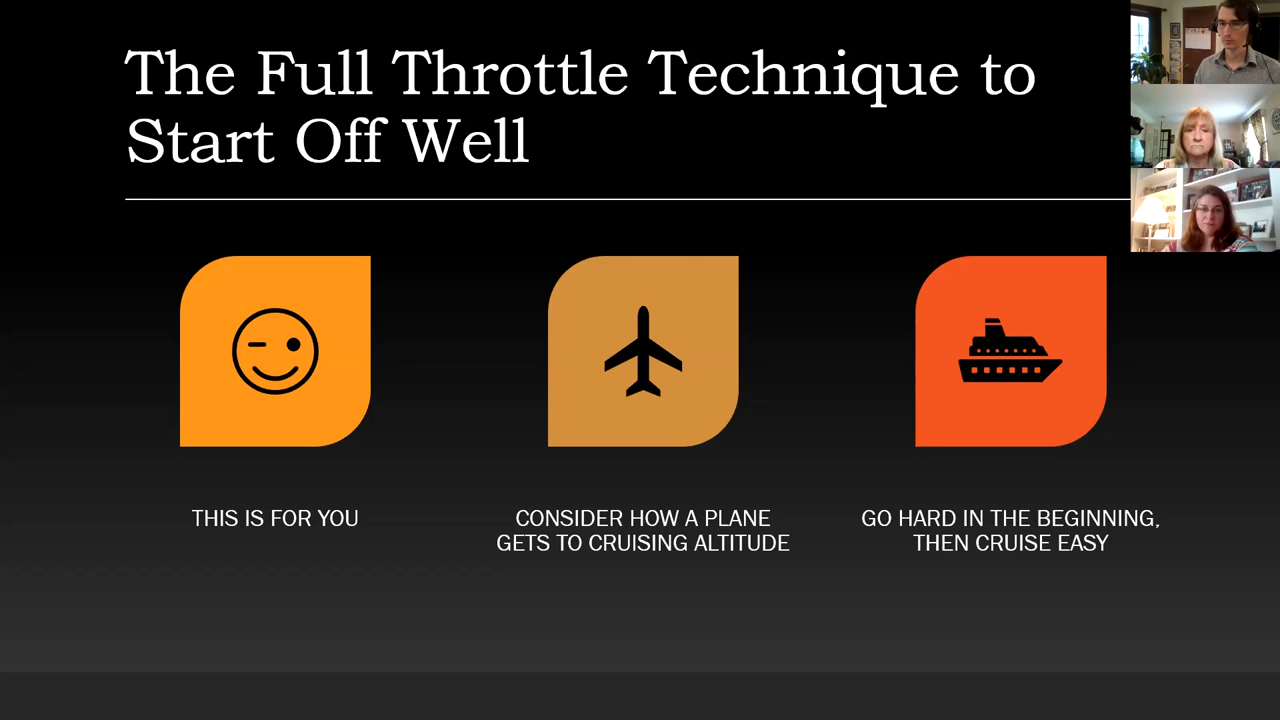 The Full Throttle Technique to
Start Off Well
THIS IS FOR YOU
CONSIDER HOW A PLANE
GETS TO CRUISING ALTITUDE
GO HARD IN THE BEGINNING,
THEN CRUISE EASY